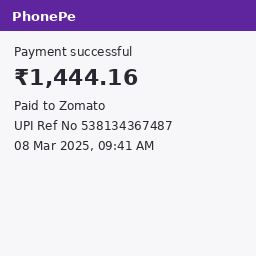 PhonePe
Payment successful
₹1,444.16
Paid to Zomato
UPI Ref No 538134367487
08 Mar 2025, 09:41 AM